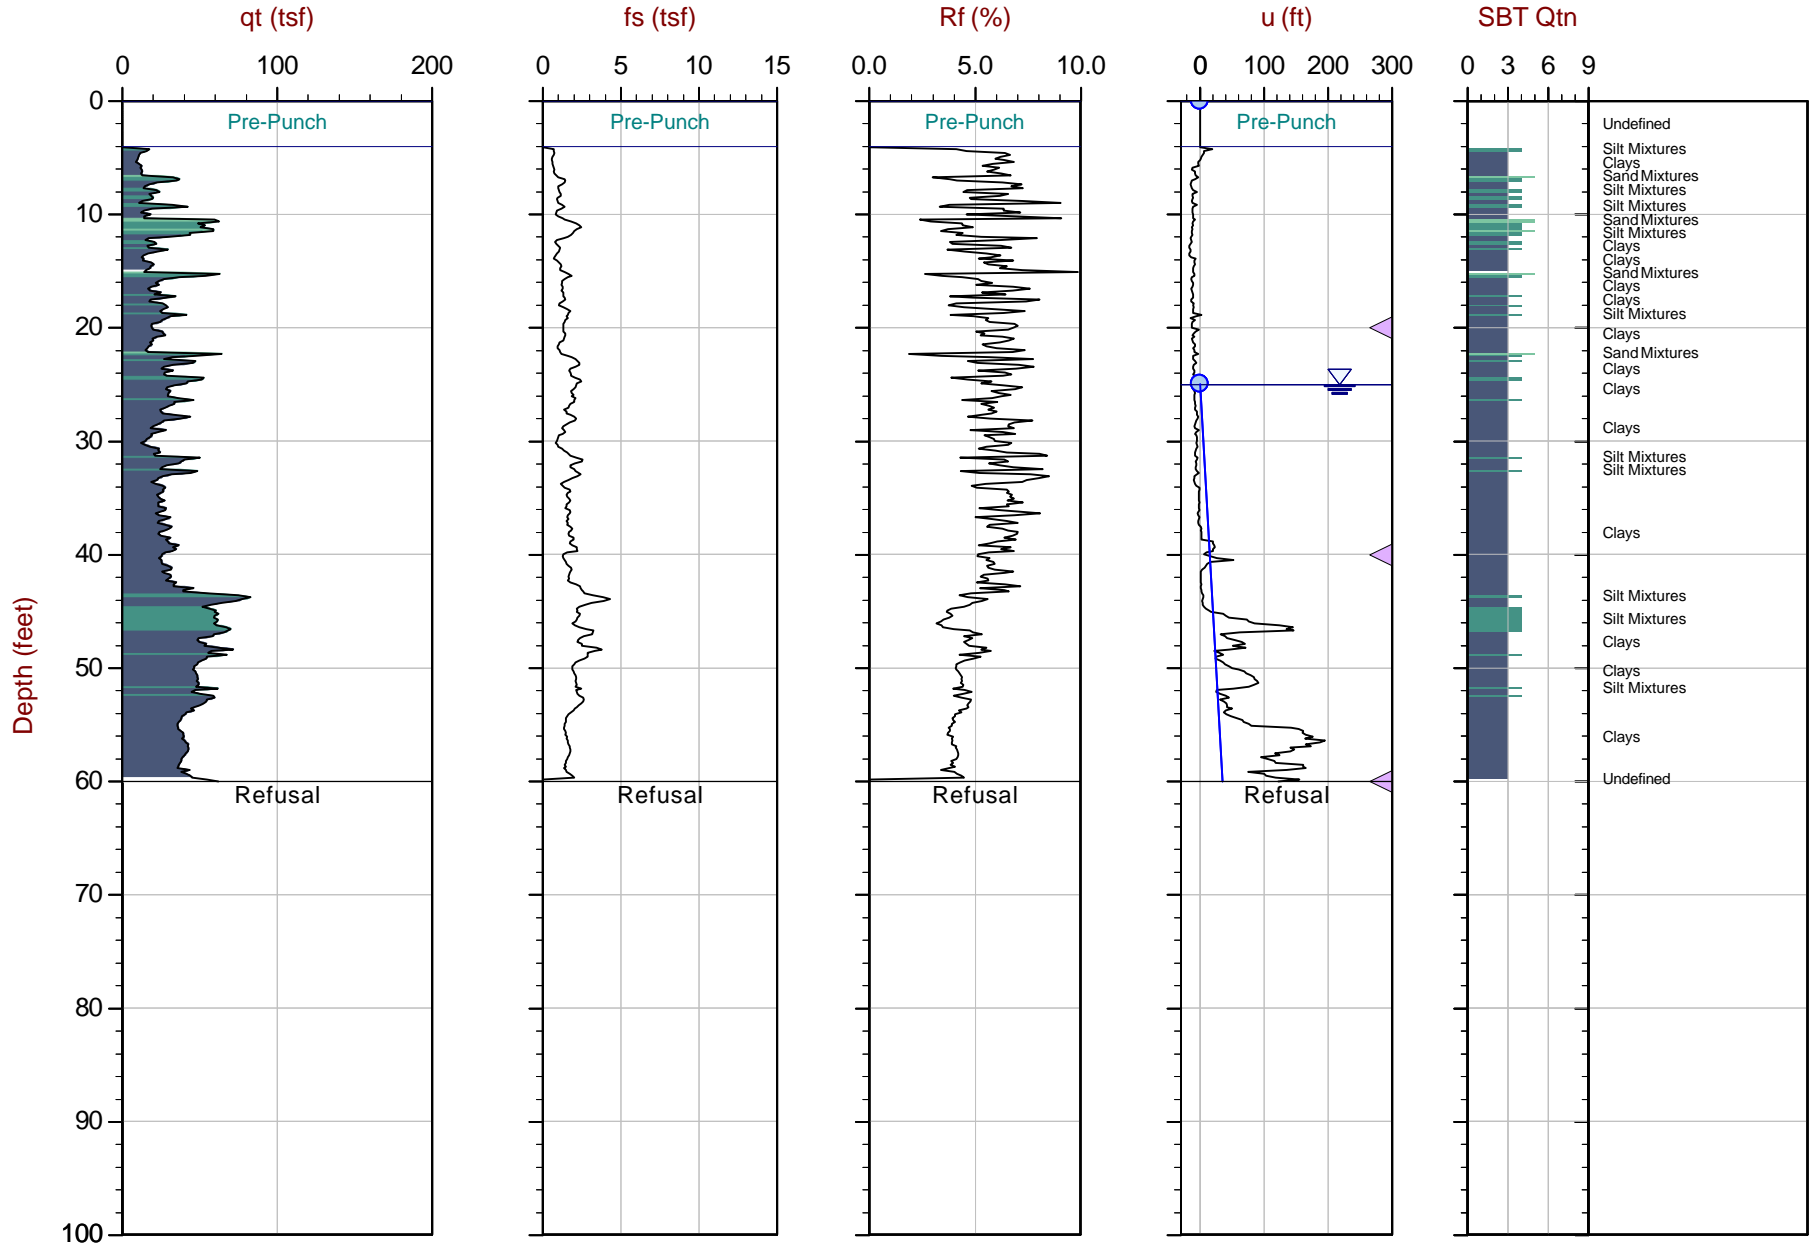 qt (tsf) fs (tsf) Rf (%) u (ft) SBT Qtn
0 100 200 0 5 10 15 0.0 5.0 10.0 0 100 200 300 0 3 6 9
0
Pre-Punch Pre-Punch Pre-Punch Pre-Punch
Undefined
Silt Mixtures
Clays
Sand Mixtures
Silt Mixtures
Silt Mixtures
10
Sand Mixtures
Silt Mixtures
Clays
Clays
Sand Mixtures
Clays
Clays
Silt Mixtures
20
Clays
Sand Mixtures
Clays
Clays
Clays
30
Silt Mixtures
Silt Mixtures
Clays
40
Silt Mixtures
Silt Mixtures
Clays
50
Clays
Silt Mixtures
Clays
Undefined
60
Refusal Refusal Refusal Refusal
70
80
90
100
Depth (feet)